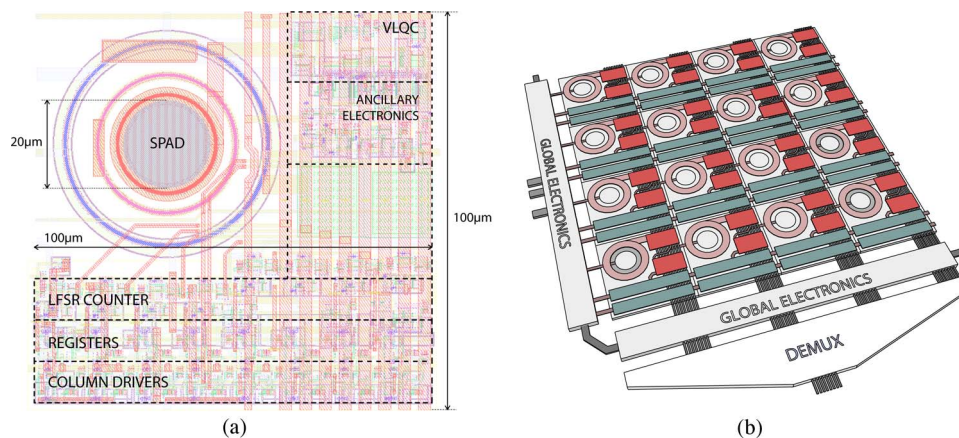 VLQC
ANCILLARY
ELECTRONICS
20µm
SPAD
100µm
100µm
LFSR COUNTER
REGISTERS
COLUMN DRIVERS
(a)
GLOBAL ELECTRONICS
GLOBAL ELECTRONICS
DEMUX
(b)